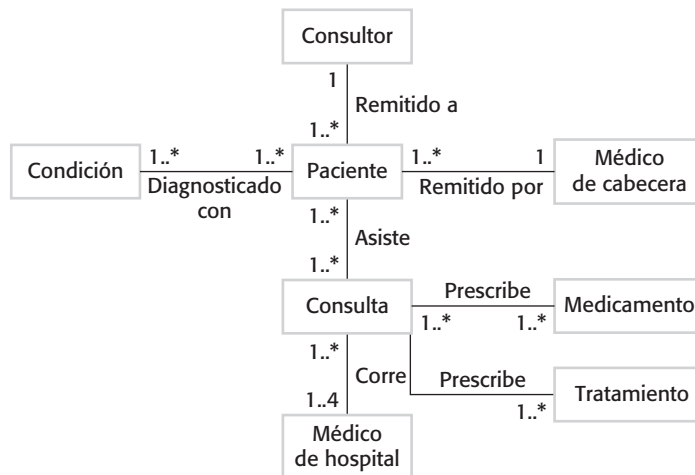 Consultor
1
Remitido a
1..*
1..*
1..*
1..*
1
Condición
Paciente
Médico
de cabecera
Diagnosticado
con
Remitido por
1..*
Asiste
1..*
Prescribe
Consulta
Medicamento
1..*
1..*
1..*
Corre
Prescribe
Tratamiento
1..4
1..*
Médico
de hospital